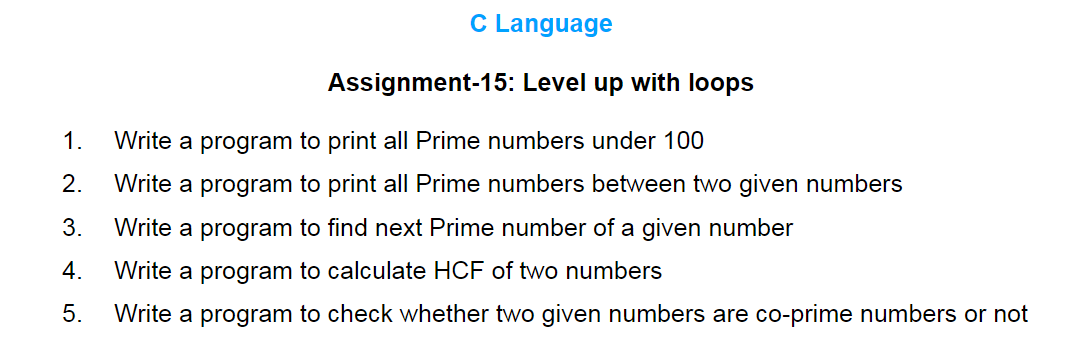 C Language
Assignment-15: Level up with loops
1. Write a program to print all Prime numbers under 100
2. Write a program to print all Prime numbers between two given numbers
3. Write a program to find next Prime number of a given number
4. Write a program to calculate HCF of two numbers
5. Write a program to check whether two given numbers are co-prime numbers or not